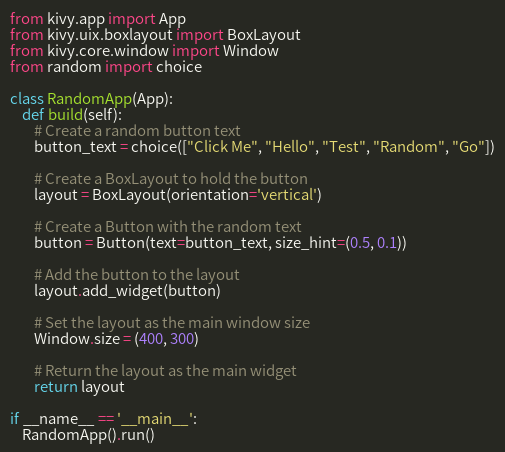 from kivy.app import App
from kivy.uix.boxlayout import BoxLayout
from kivy.core.window import Window
from random import choice

class RandomApp(App):
    def build(self):
        # Create a random button text
        button_text = choice(["Click Me", "Hello", "Test", "Random", "Go"])

        # Create a BoxLayout to hold the button
        layout = BoxLayout(orientation='vertical')

        # Create a Button with the random text
        button = Button(text=button_text, size_hint=(0.5, 0.1))

        # Add the button to the layout
        layout.add_widget(button)

        # Set the layout as the main window size
        Window.size = (400, 300)

        # Return the layout as the main widget
        return layout

if __name__ == '__main__':
    RandomApp().run()